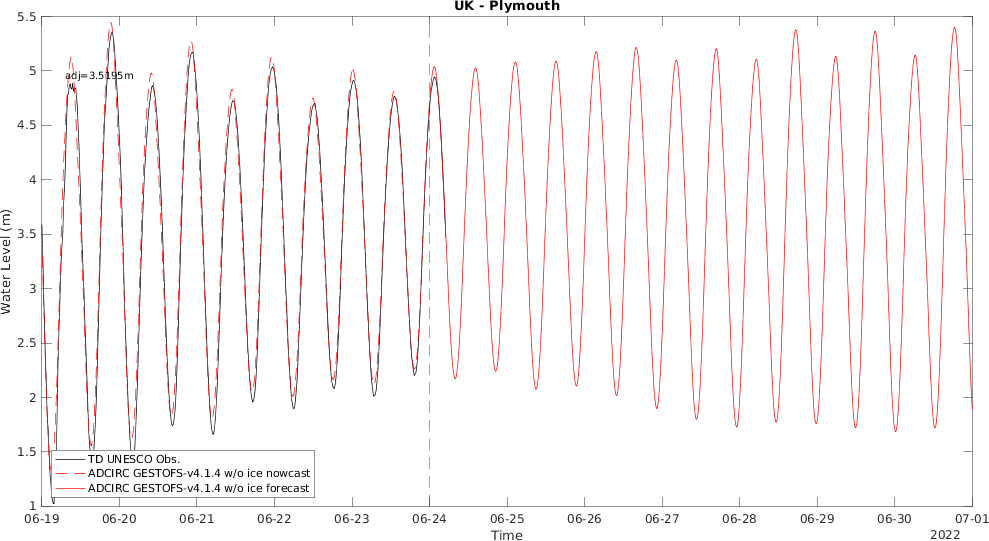 UK - Plymouth
5.5
5
4.5
4
3.5
3
2.5
2
1.5
1
Water Level (m)
adj=3.5195m
TD UNESCO Obs.
ADCIRC GESTOFS-v4.1.4 w/o ice nowcast
ADCIRC GESTOFS-v4.1.4 w/o ice forecast
06-19 06-20 06-21 06-22 06-23 06-24 06-25 06-26 06-27 06-28 06-29 06-30 07-01
Time
2022